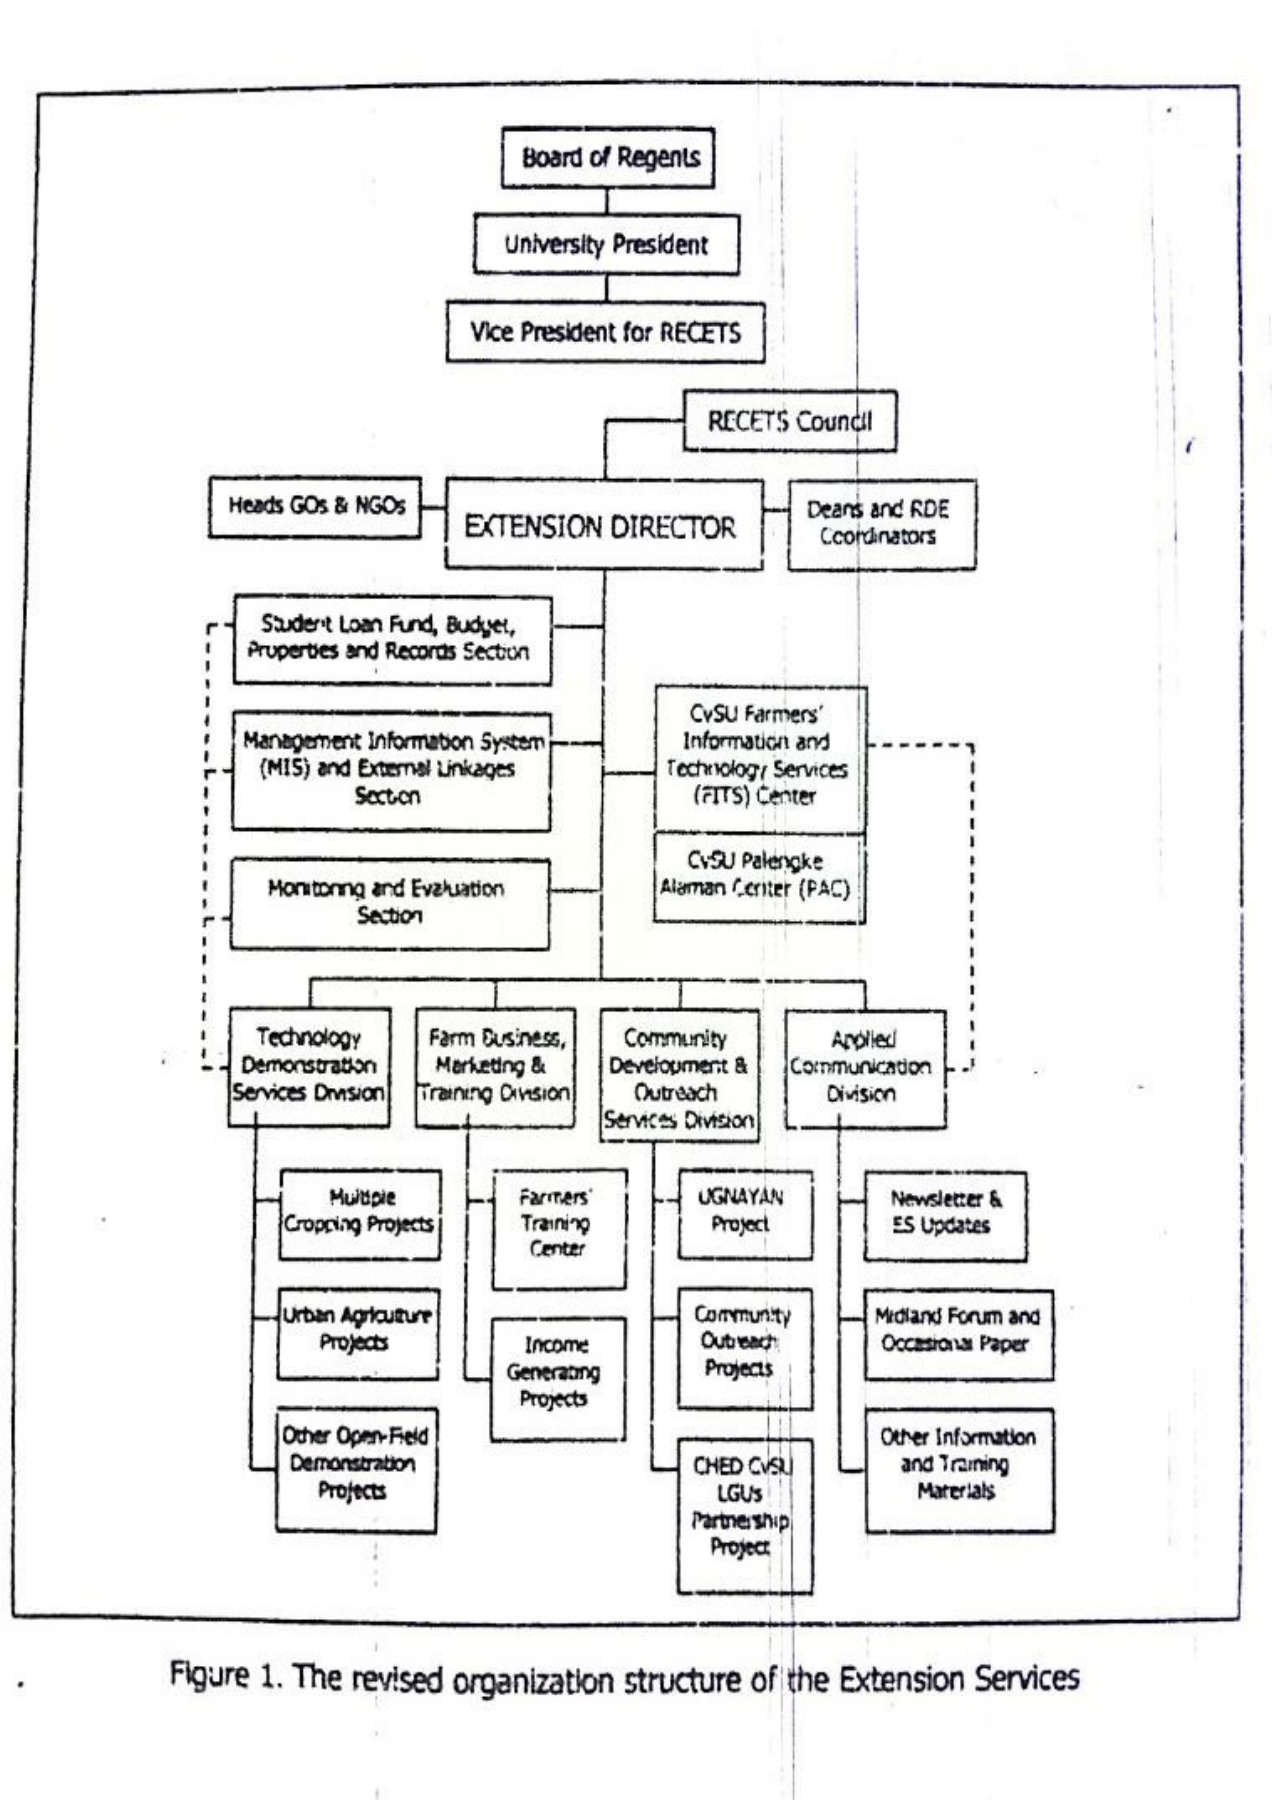 Board of Regents
University President
Vice President for RECETS
RECETS Council
Heads GOs & NGOs
EXTENSION DIRECTOR
Deans and RDE
Coordinators
Student Loan Fund, Budget,
Properties and Records Section
Management Information System
(MIS) and External Linkages
Section
CvSU Farmers'
Information and
Technology Services
(FITS) Center
CvSU Palengke
Alaman Center (PAC)
Monitoring and Evaluation
Section
Technology
Demonstration
Services Division
Farm Business,
Marketing &
Training Division
Community
Development &
Outreach
Services Division
Applied
Communication
Division
Multiple
Cropping Projects
Urban Agriculture
Projects
Other Open-Field
Demonstration
Projects
Farmers'
Training
Center
Income
Generating
Projects
UGNAYAN
Project
Community
Outreach
Projects
CHED CvSU
LGUs
Partnership
Project
Newsletter &
ES Updates
Midland Forum and
Occasional Paper
Other Information
and Training
Materials
Figure 1. The revised organization structure of the Extension Services